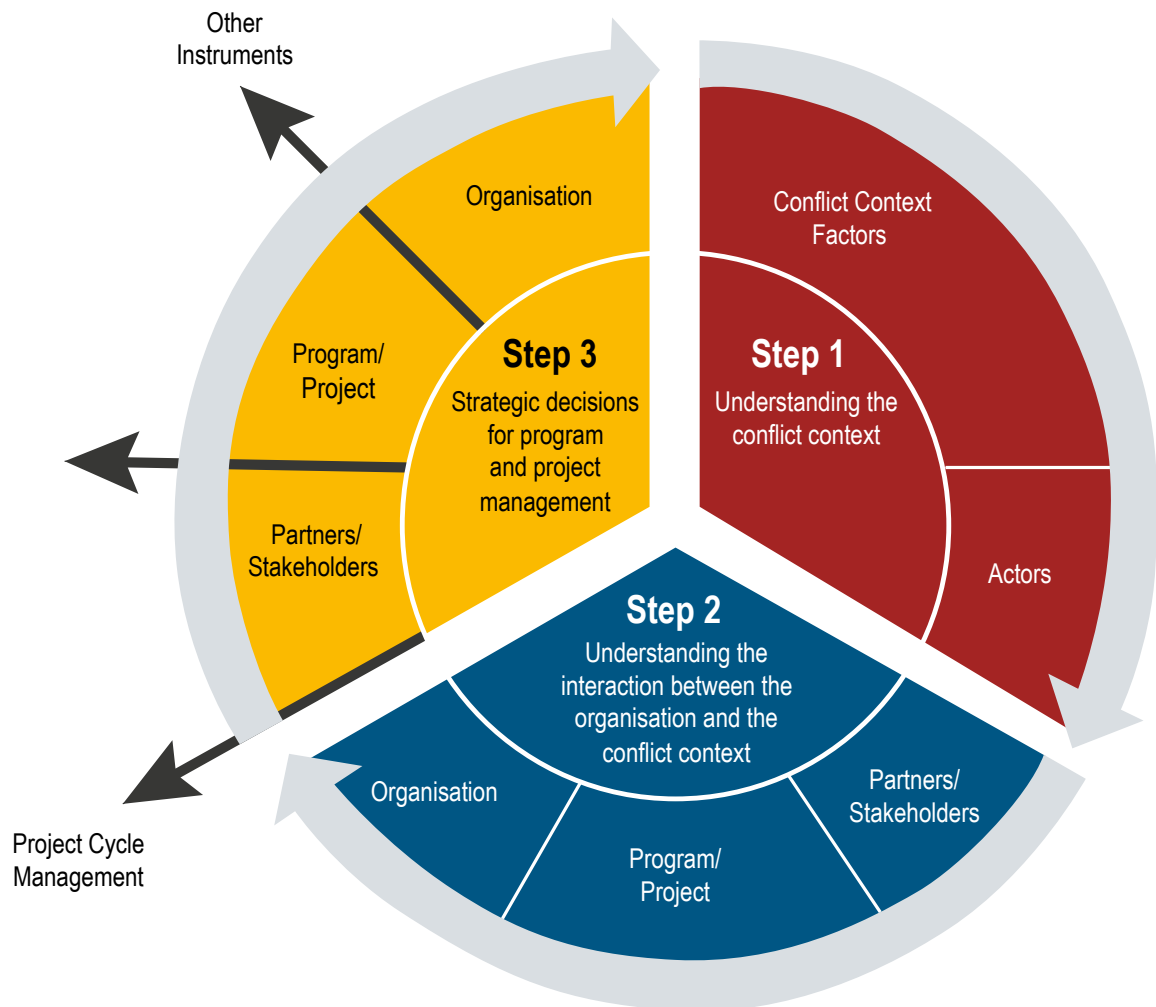 Other
Instruments
Organisation
Program/
Project
Partners/
Stakeholders
Step 3
Strategic decisions
for program
and project
management
Conflict Context
Factors
Step 1
Understanding the
conflict context
Actors
Step 2
Understanding the
interaction between the
organisation and the
conflict context
Partners/
Stakeholders
Program/
Project
Organisation
Project Cycle
Management